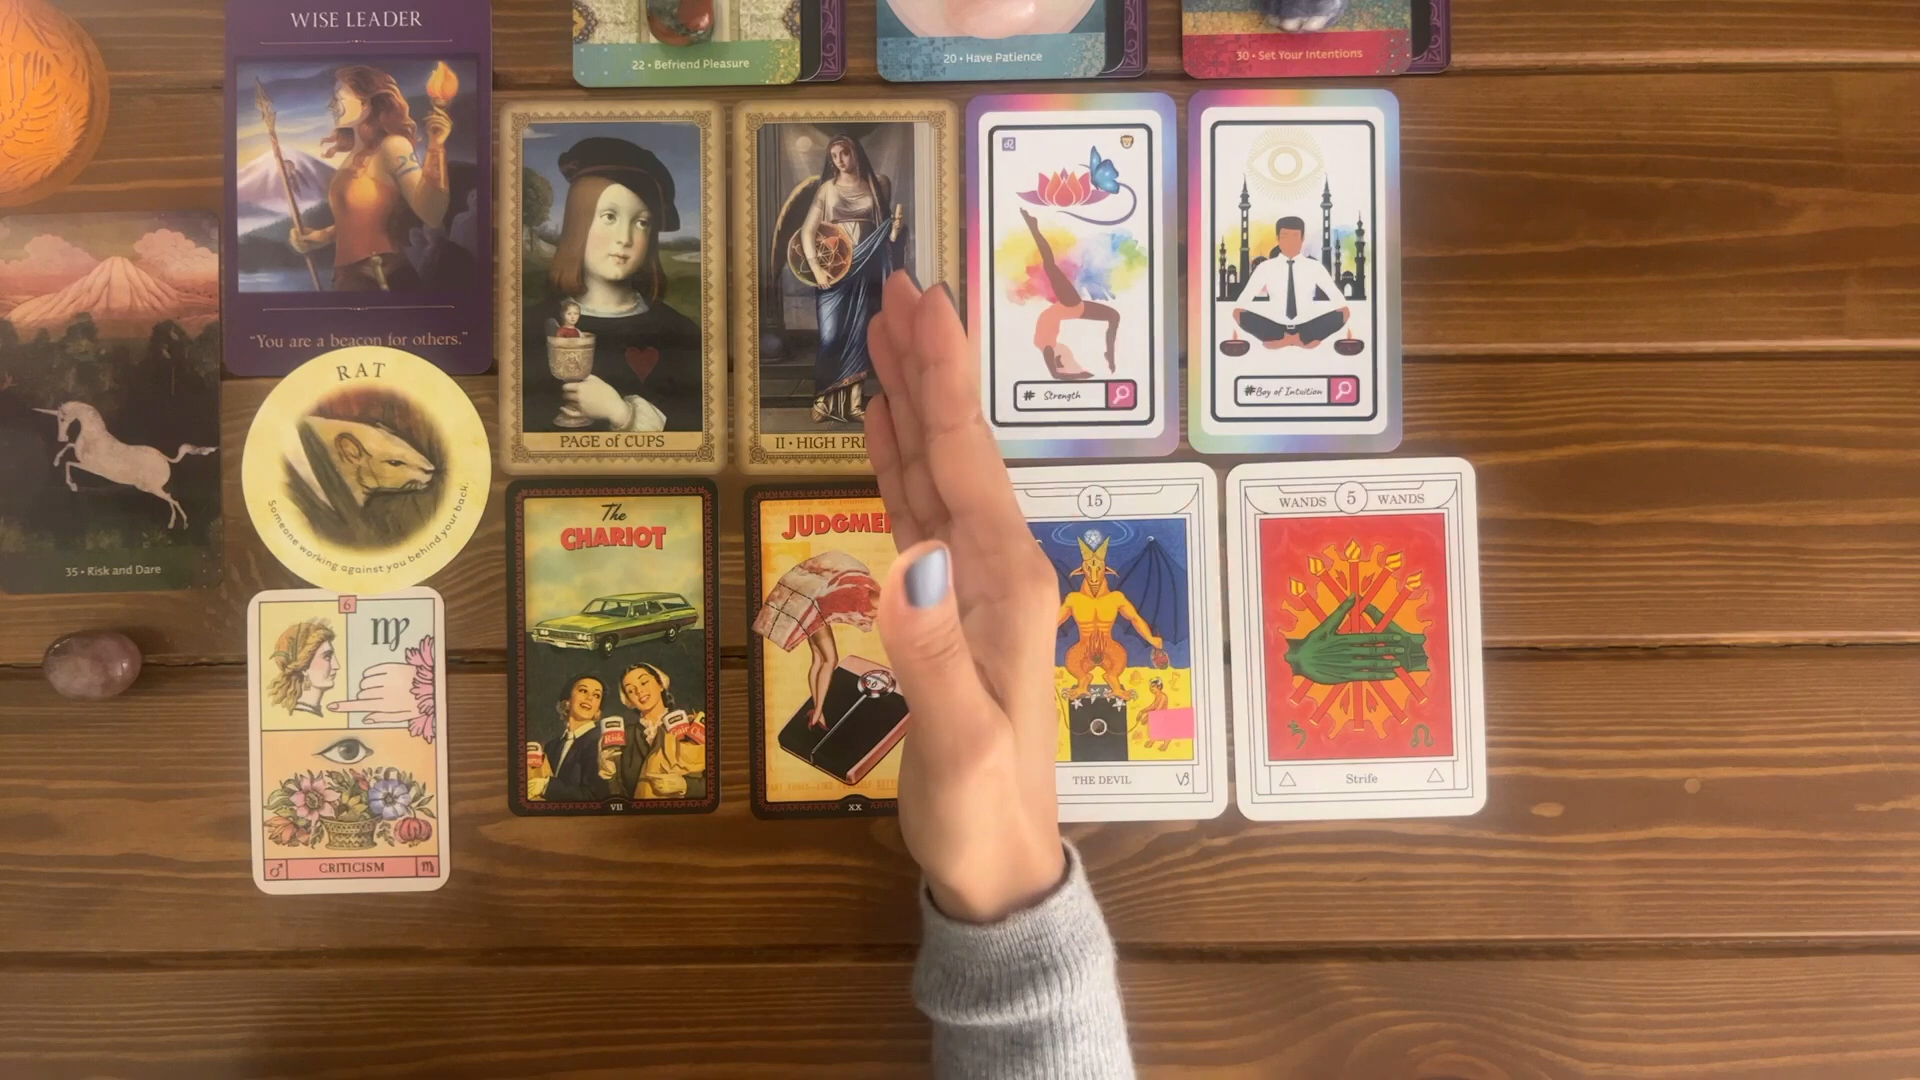 WISE LEADER
"You are a beacon for others."
22 • Befriend Pleasure
20 • Have Patience
30 • Set Your Intentions
35 • Risk and Dare
RAT
Someone working against you behind your back.
6
♍
CRITICISM
PAGE of CUPS
II • HIGH PRI
# Strength
#Boy of Intuition
The
CHARIOT
Risk
VII
JUDGMEN
XX
15
THE DEVIL
WANDS 5 WANDS
Strife